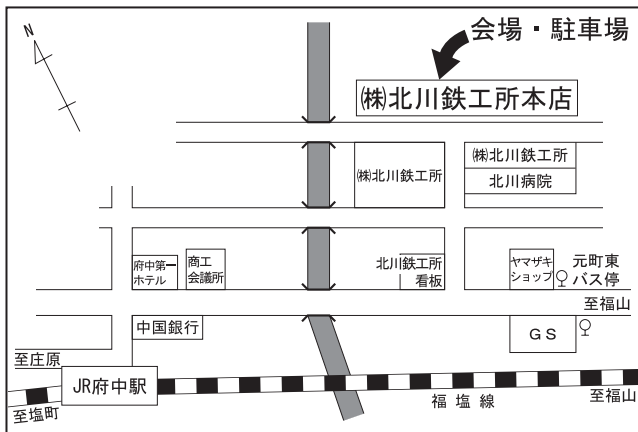 N
会場・駐車場
㈱北川鉄工所本店
㈱北川鉄工所
㈱北川鉄工所
北川病院
府中第一
ホテル
商工
会議所
北川鉄工所
看板
ヤマザキ
ショップ
元町東
バス停
至福山
中国銀行
GS
至庄原
JR府中駅
至塩町
福塩線
至福山